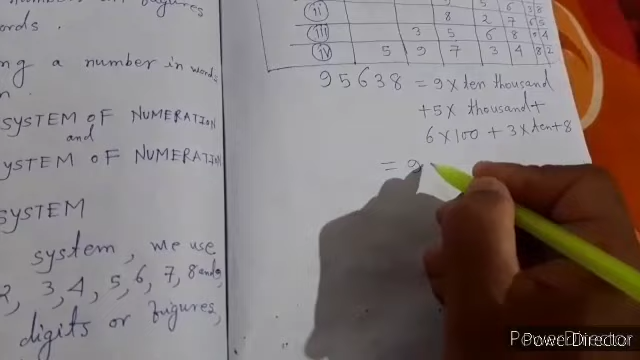 ords.
ng a number in words
SYSTEM OF NUMERATION
and
YSTEM OF NUMERATION
SYSTEM
system, we use
2, 3, 4, 5, 6, 7, 8 and 9,
digits or figures,
ii
8 2 7 6 5
iii 3 5 6 8 4
iv 5 9 7 3 4 8 2
95638 = 9 × ten thousand
+ 5 × thousand +
6 × 100 + 3 × ten + 8
= 9
PowerDirector